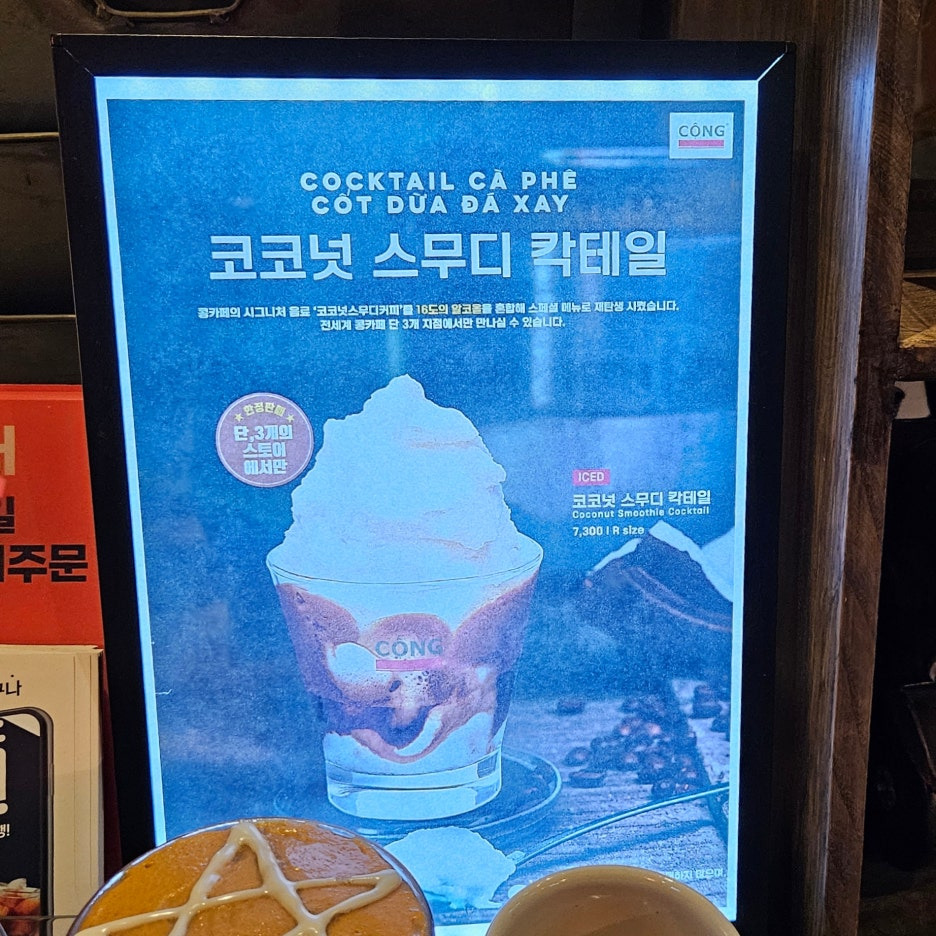 CỘNG
COCKTAIL CÀ PHÊ
CỐT DỪA ĐÁ XAY
코코넛 스무디 칵테일
콩카페의 시그니처 음료 '코코넛스무디커피'를 16도의 알코올을 혼합해 스페셜 메뉴로 재탄생 시켰습니다.
전세계 콩카페 단 3개 지점에서만 만나실 수 있습니다.
한정판매
단,3개의
스토어
에서만
ICED
코코넛 스무디 칵테일
Coconut Smoothie Cocktail
7,300 I R size
CỘNG
일
주문